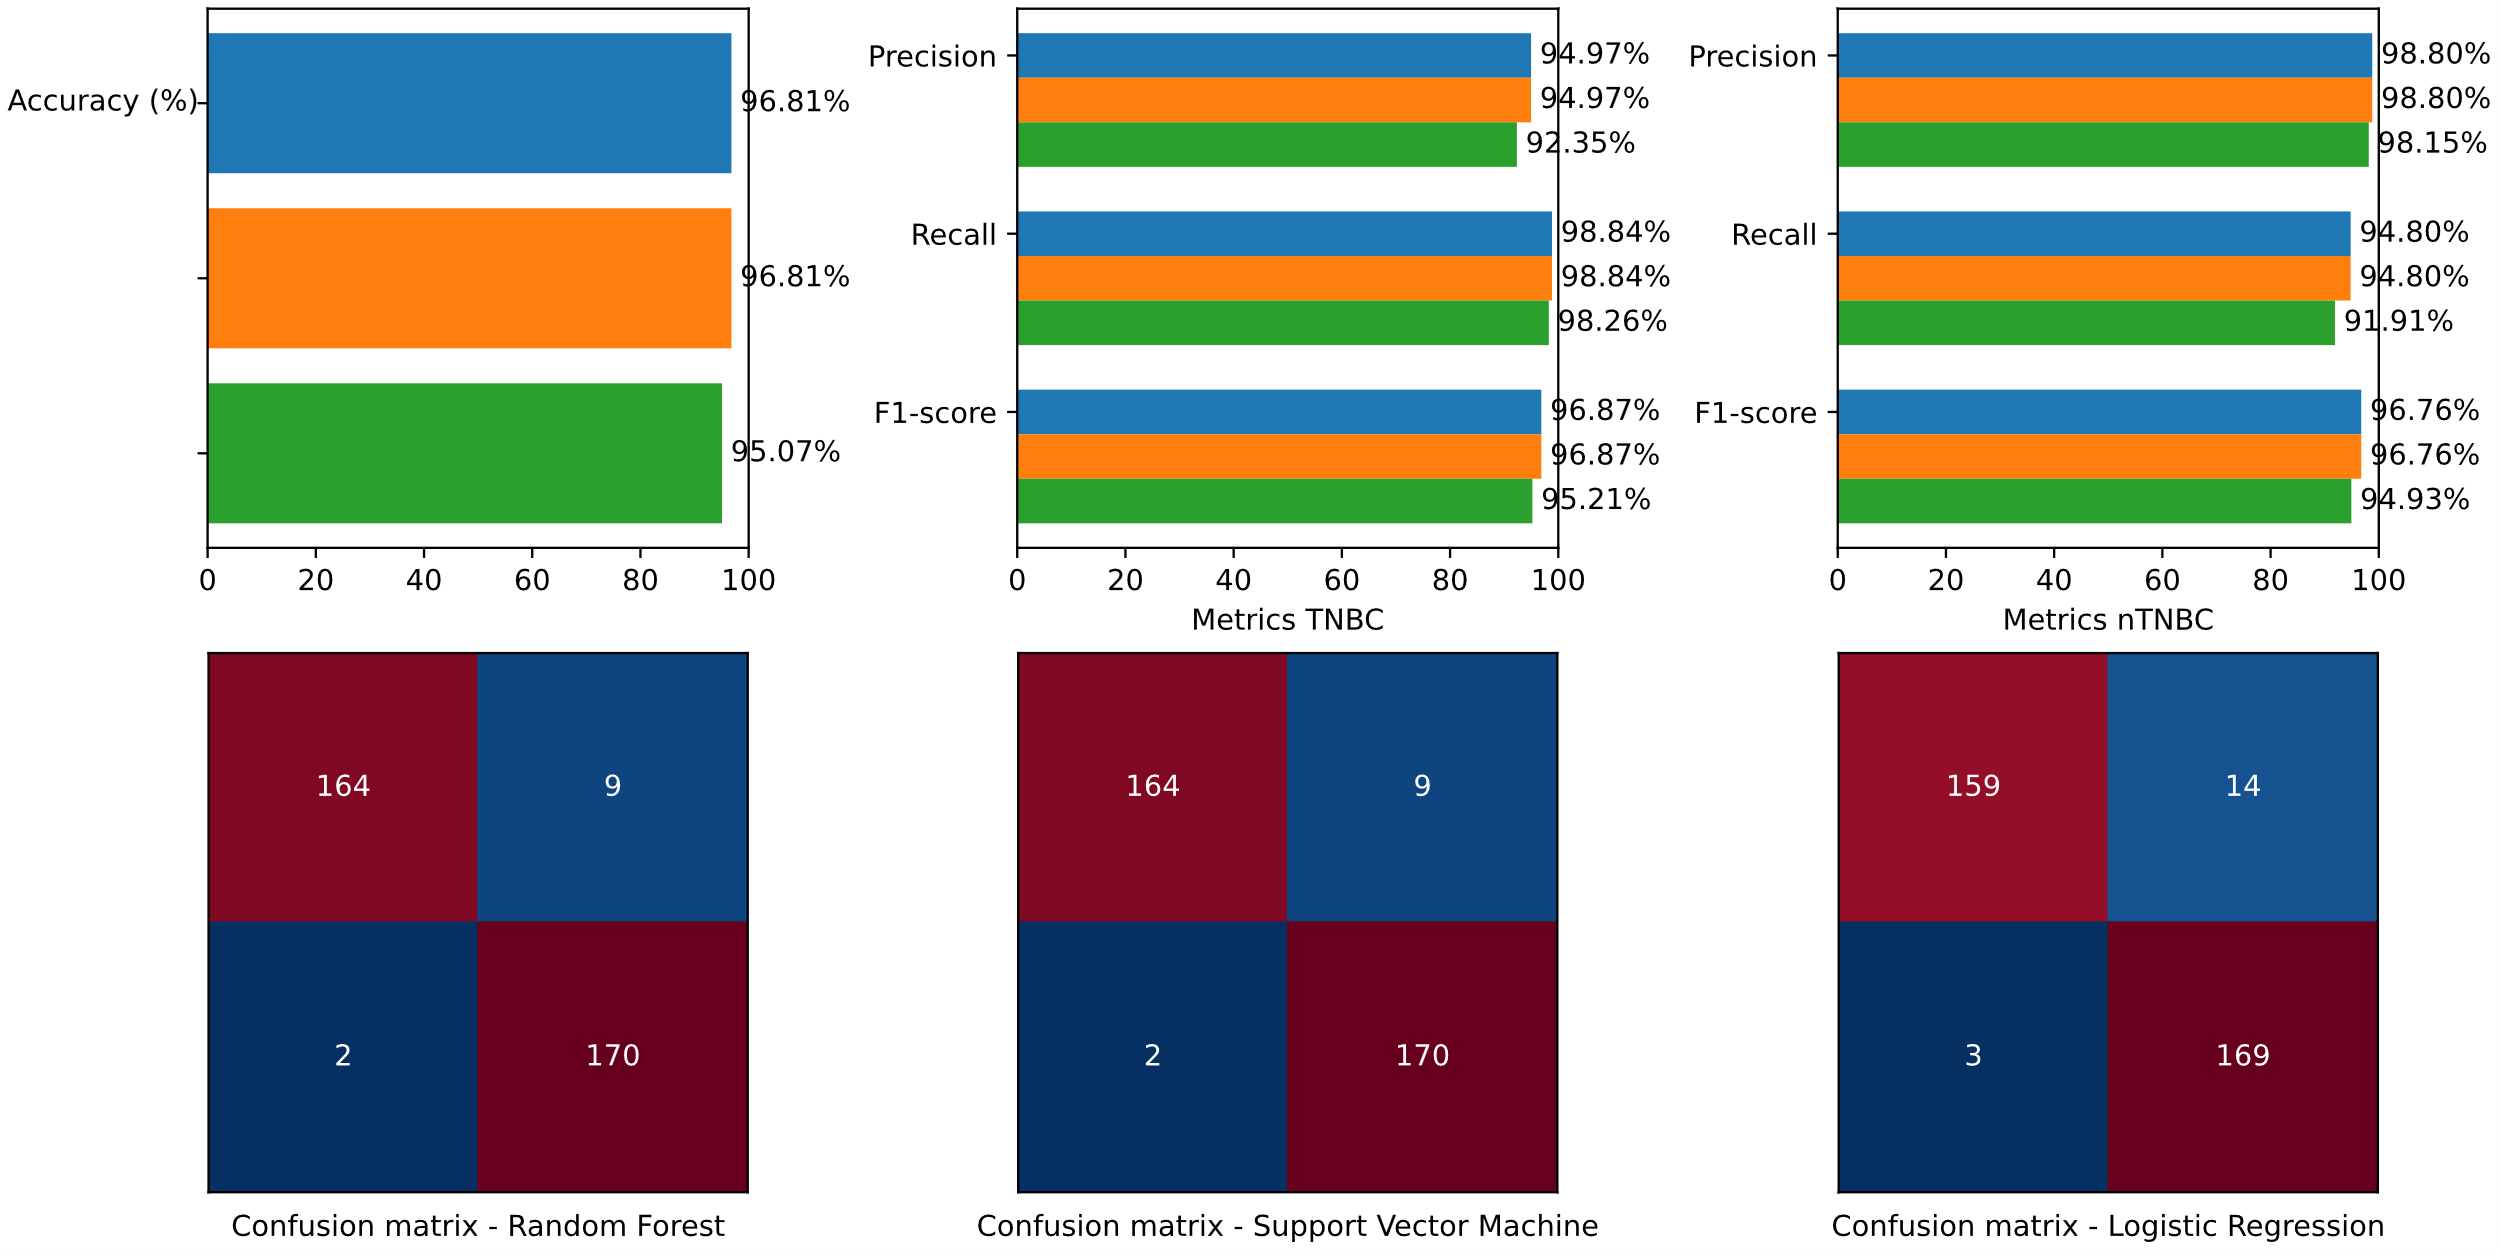 Accuracy (%)
96.81%
96.81%
95.07%
0 20 40 60 80 100
Precision
94.97%
94.97%
92.35%
Recall
98.84%
98.84%
98.26%
F1-score
96.87%
96.87%
95.21%
0 20 40 60 80 100
Metrics TNBC
Precision
98.80%
98.80%
98.15%
Recall
94.80%
94.80%
91.91%
F1-score
96.76%
96.76%
94.93%
0 20 40 60 80 100
Metrics nTNBC
164 9
2 170
Confusion matrix - Random Forest
164 9
2 170
Confusion matrix - Support Vector Machine
159 14
3 169
Confusion matrix - Logistic Regression